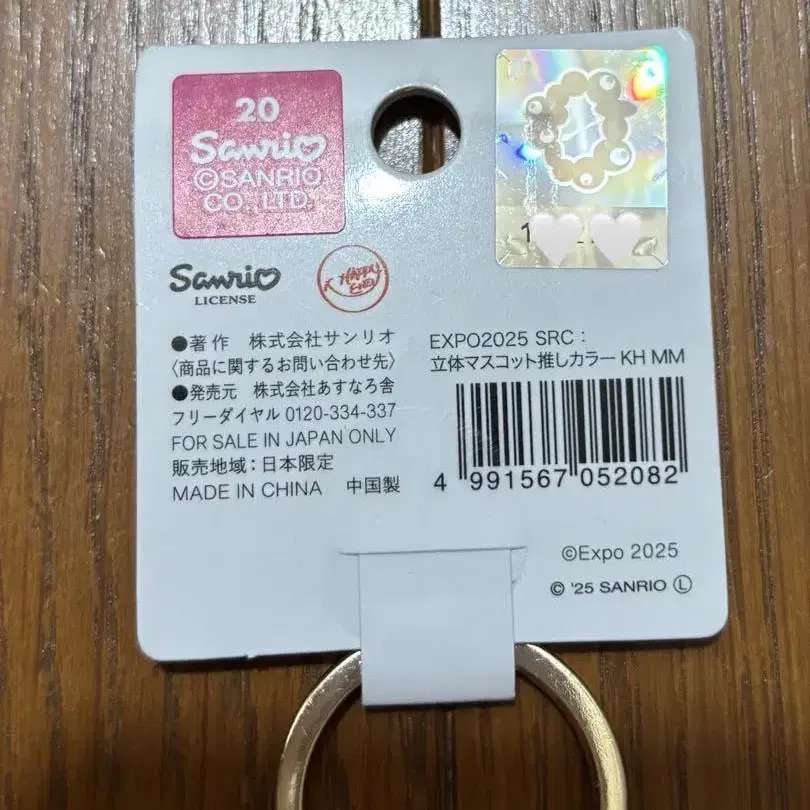 20
Sanrio
©SANRIO
CO., LTD.
Sanrio
LICENSE
HAPPY
END
●著作 株式会社サンリオ
〈商品に関するお問い合わせ先〉
●発売元 株式会社あすなろ舎
フリーダイヤル 0120-334-337
FOR SALE IN JAPAN ONLY
販売地域：日本限定
MADE IN CHINA 中国製
EXPO2025 SRC：
立体マスコット推しカラー KH MM
4 991567 052082
©Expo 2025
© '25 SANRIO Ⓛ